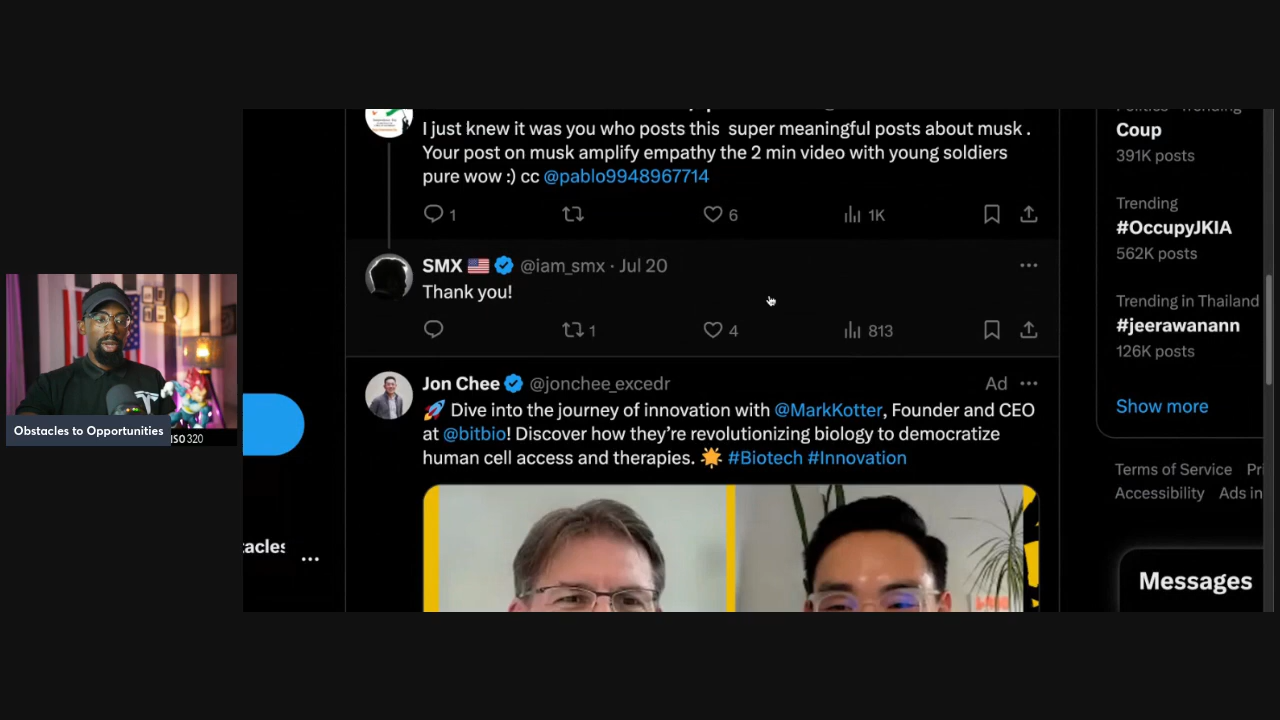 I just knew it was you who posts this super meaningful posts about musk .
Your post on musk amplify empathy the 2 min video with young soldiers
pure wow :) cc @pablo9948967714
1
6
1K
SMX @iam_smx · Jul 20
Thank you!
1
4
813
Jon Chee @jonchee_excedr
Ad
🚀 Dive into the journey of innovation with @MarkKotter, Founder and CEO
at @bitbio! Discover how they’re revolutionizing biology to democratize
human cell access and therapies. 🌟 #Biotech #Innovation
Coup
391K posts
Trending
#OccupyJKIA
562K posts
Trending in Thailand
#jeerawanann
126K posts
Show more
Terms of Service
Accessibility Ads in
Messages
Obstacles to Opportunities
ISO 320